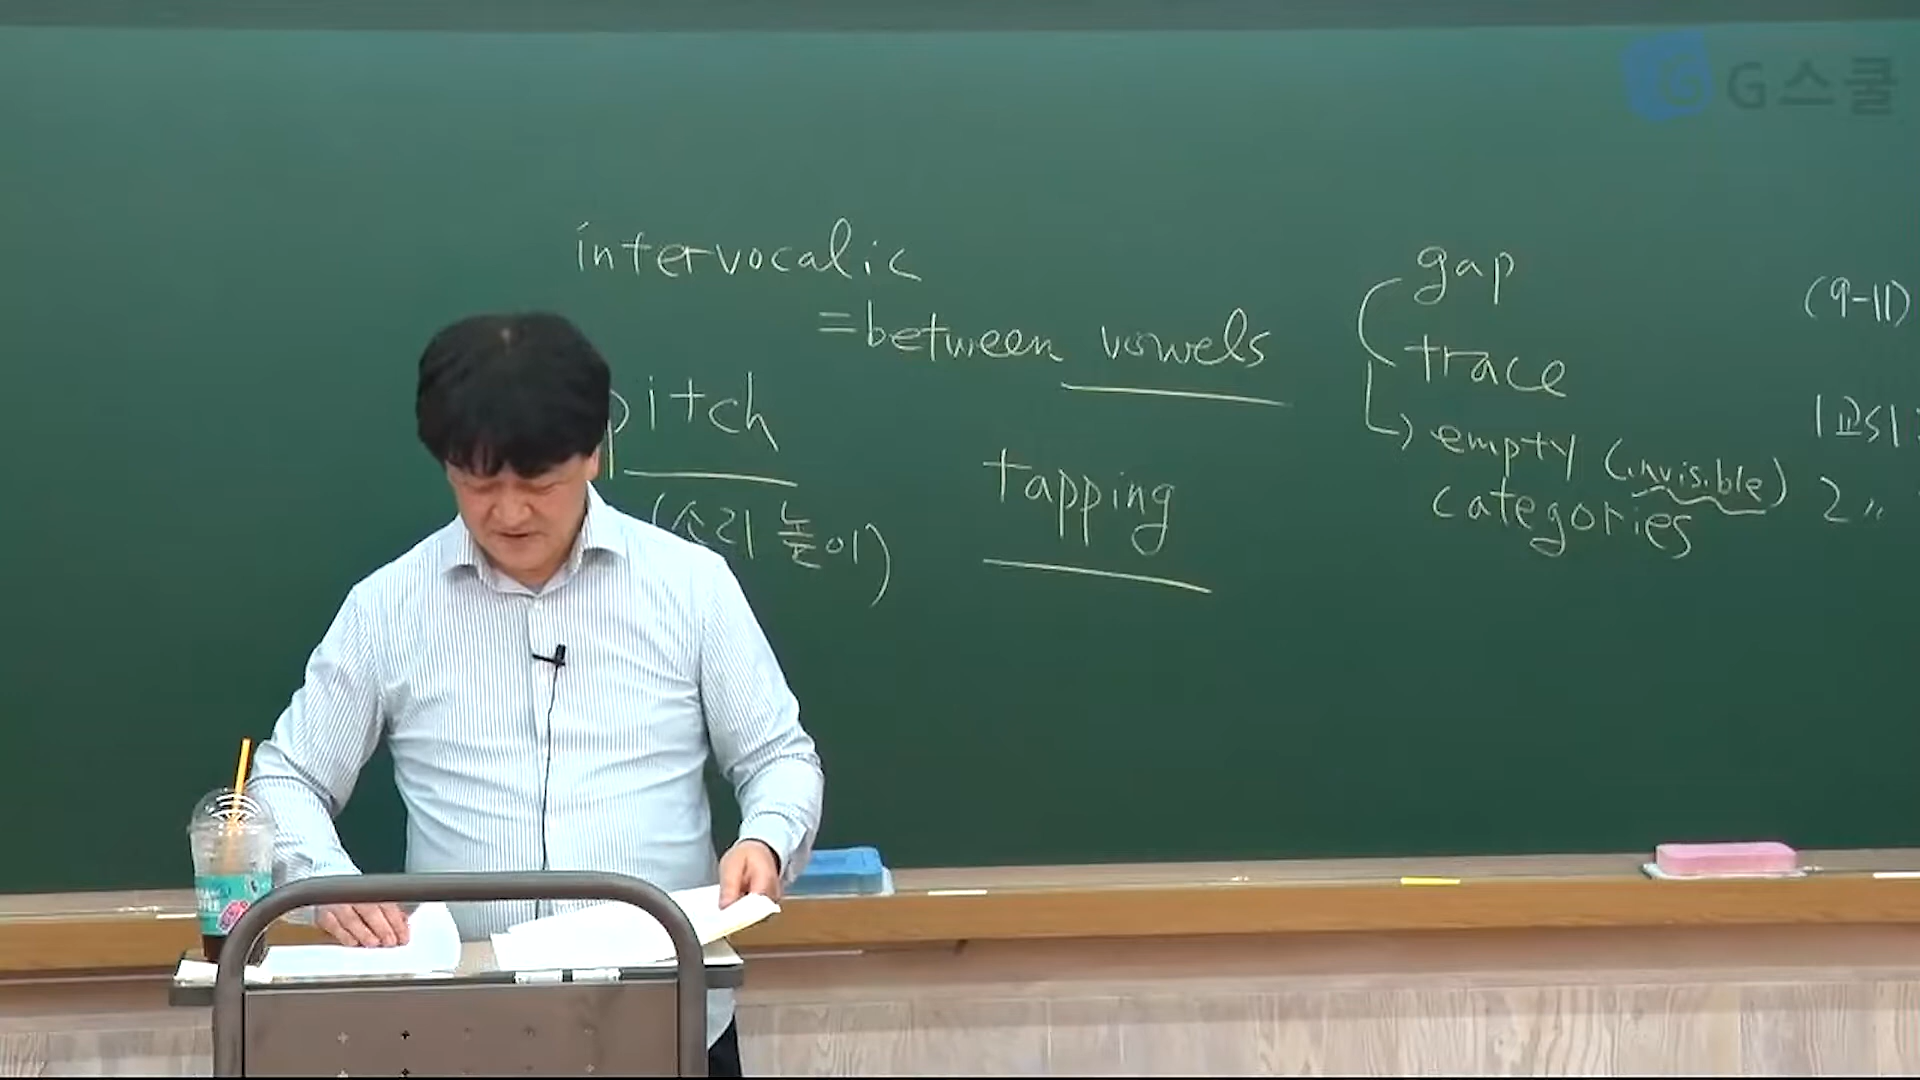 G스쿨
intervocalic
= between vowels
pitch
(소리 높이)
tapping
gap
trace
empty (invisible)
categories
(9-11)
1교시
2〃